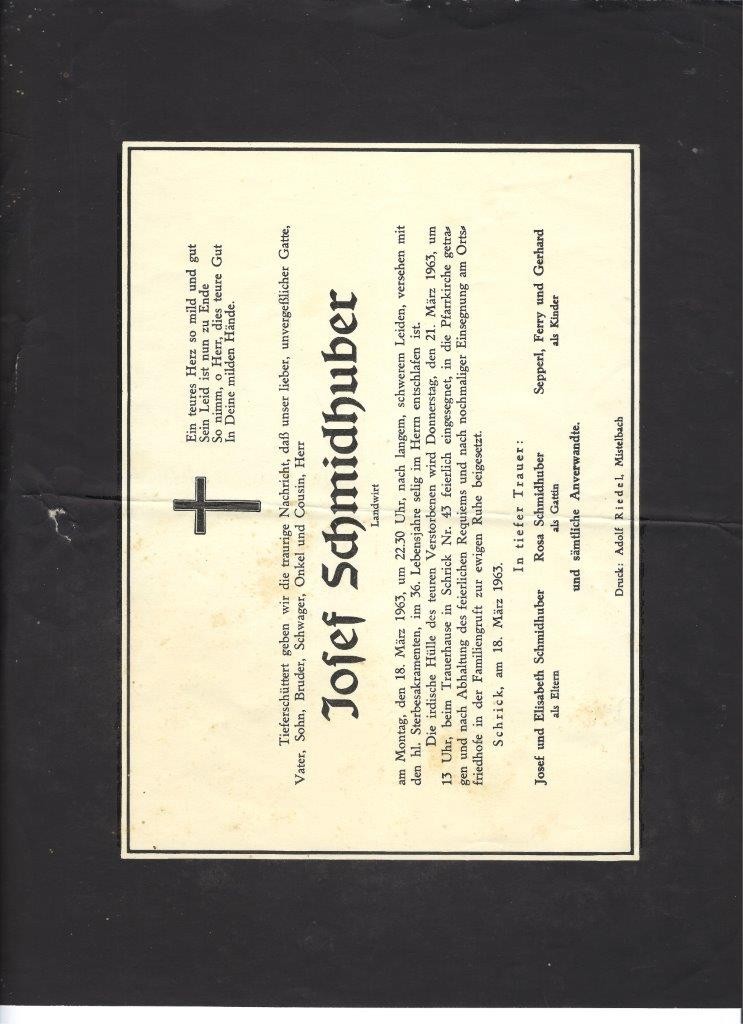 Ein teures Herz so mild und gut
Sein Leid ist nun zu Ende
So nimm, o Herr, dies teure Gut
In Deine milden Hände.
Tieferschüttert geben wir die traurige Nachricht, daß unser lieber, unvergeßlicher Gatte,
Vater, Sohn, Bruder, Schwager, Onkel und Cousin, Herr
Josef Schmidhuber
Landwirt
am Montag, den 18. März 1963, um 22.30 Uhr, nach langem, schwerem Leiden, versehen mit
den hl. Sterbesakramenten, im 36. Lebensjahre selig im Herrn entschlafen ist.
Die irdische Hülle des teuren Verstorbenen wird Donnerstag, den 21. März 1963, um
13 Uhr, beim Trauerhause in Schrick Nr. 43 feierlich eingesegnet, in die Pfarrkirche getra-
gen und nach Abhaltung des feierlichen Requiems und nach nochmaliger Einsegnung am Orts-
friedhofe in der Familiengruft zur ewigen Ruhe beigesetzt.
Schrick, am 18. März 1963.
In tiefer Trauer:
Josef und Elisabeth Schmidhuber Rosa Schmidhuber Sepperl, Ferry und Gerhard
als Eltern als Gattin als Kinder
und sämtliche Anverwandte.
Druck: Adolf Riedel, Mistelbach